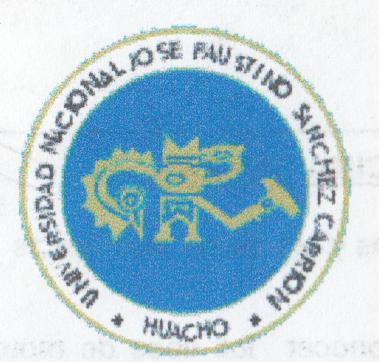 UNIVERSIDAD NACIONAL JOSE FAUSTINO SANCHEZ CARRION
* HUACHO *